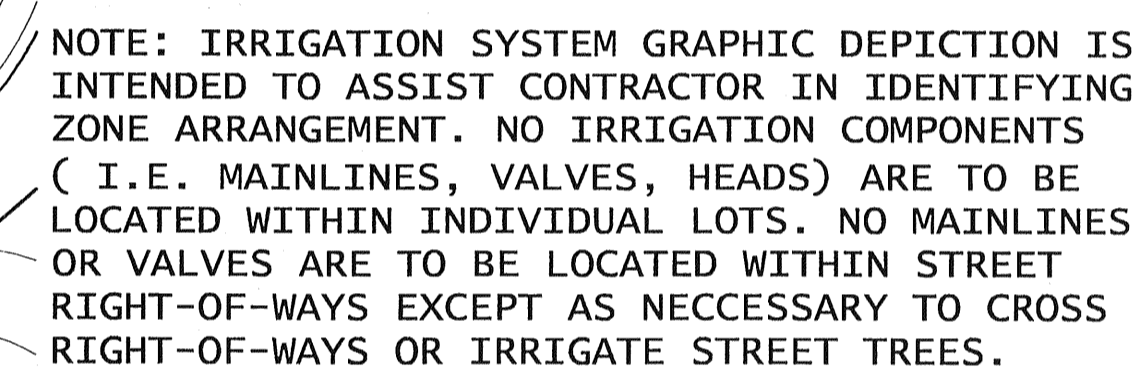 NOTE: IRRIGATION SYSTEM GRAPHIC DEPICTION IS
INTENDED TO ASSIST CONTRACTOR IN IDENTIFYING
ZONE ARRANGEMENT. NO IRRIGATION COMPONENTS
( I.E. MAINLINES, VALVES, HEADS) ARE TO BE
LOCATED WITHIN INDIVIDUAL LOTS. NO MAINLINES
OR VALVES ARE TO BE LOCATED WITHIN STREET
RIGHT-OF-WAYS EXCEPT AS NECCESSARY TO CROSS
RIGHT-OF-WAYS OR IRRIGATE STREET TREES.